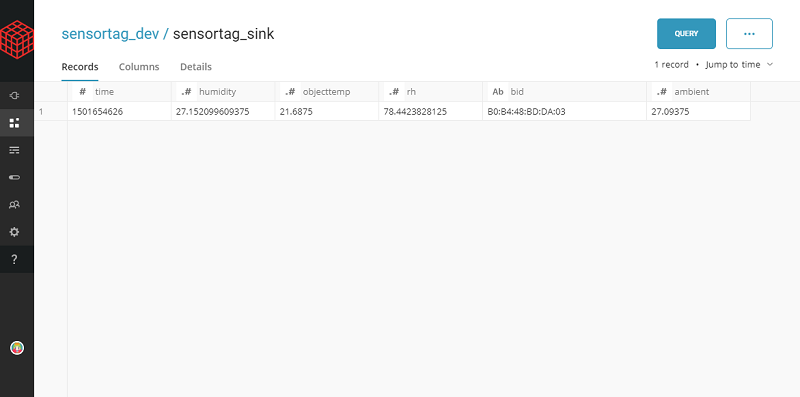 sensortag_dev / sensortag_sink
QUERY
...
Records Columns Details
1 record • Jump to time
# time .# humidity .# objecttemp .# rh Ab bid .# ambient
1 1501654626 27.152099609375 21.6875 78.4423828125 B0:B4:48:BD:DA:03 27.09375
?